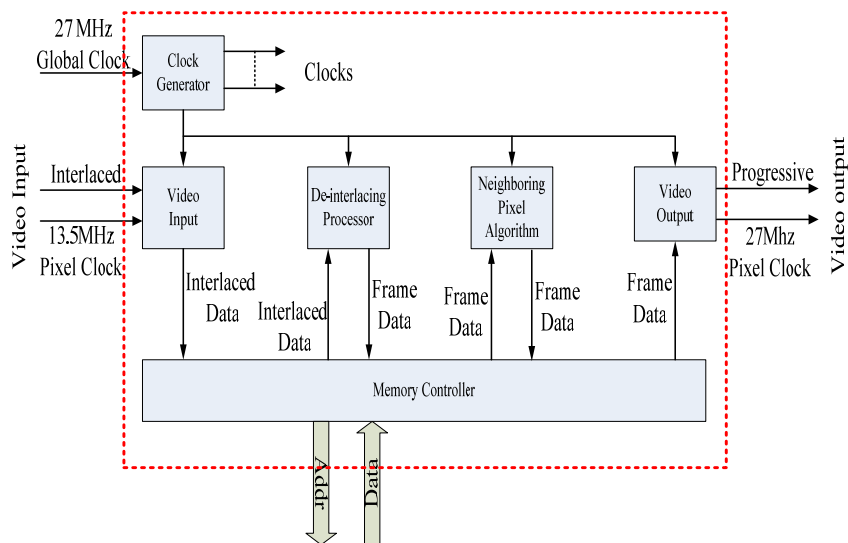 27 MHz
Global Clock
Clock
Generator
Clocks
Video Input
Interlaced
13.5MHz
Pixel Clock
Video
Input
De-interlacing
Processor
Neighboring
Pixel
Algorithm
Video
Output
Progressive
27Mhz
Pixel Clock
Video output
Interlaced
Data
Interlaced
Data
Frame
Data
Frame
Data
Frame
Data
Frame
Data
Memory Controller
Addr
Data